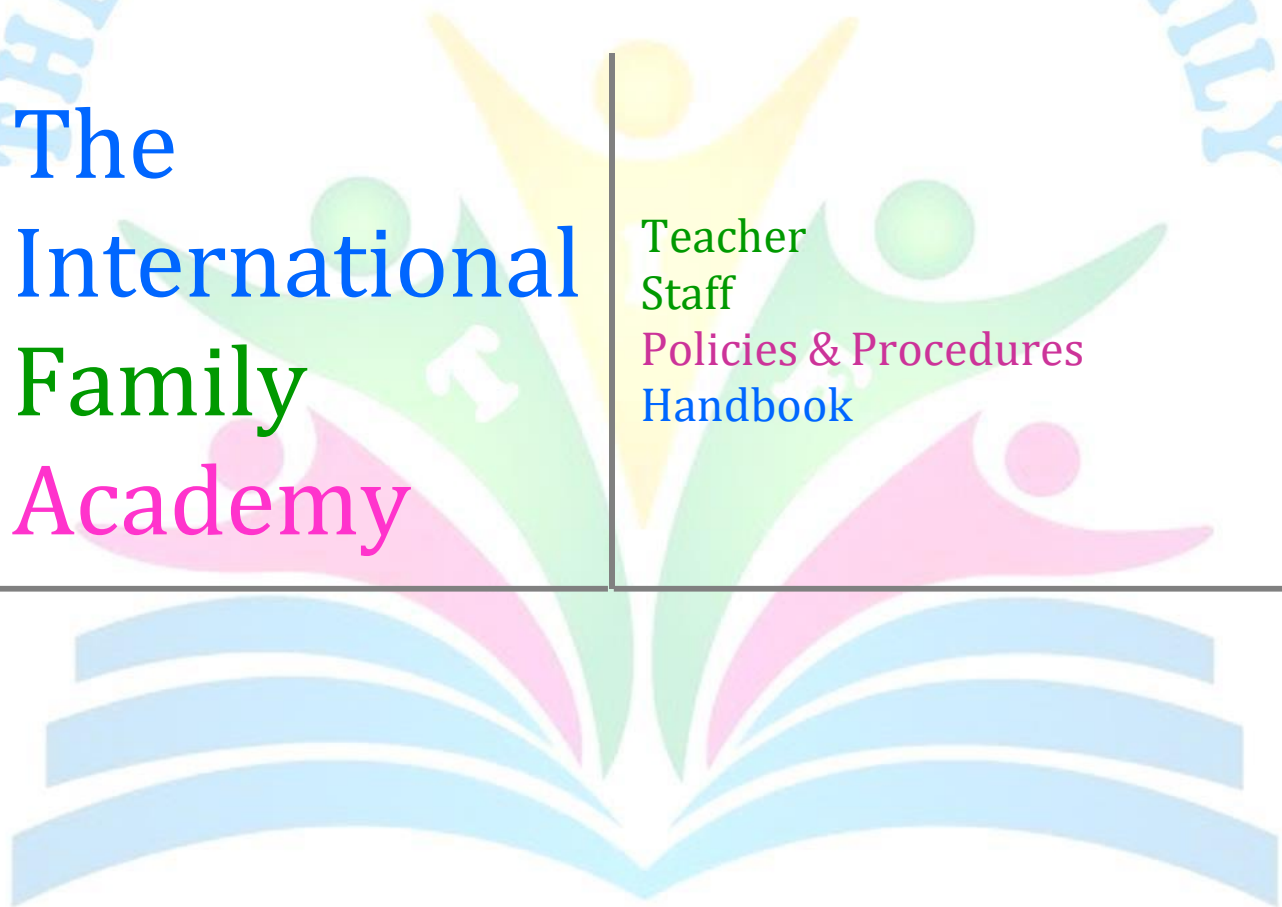 The
International
Family
Academy
Teacher
Staff
Policies & Procedures
Handbook